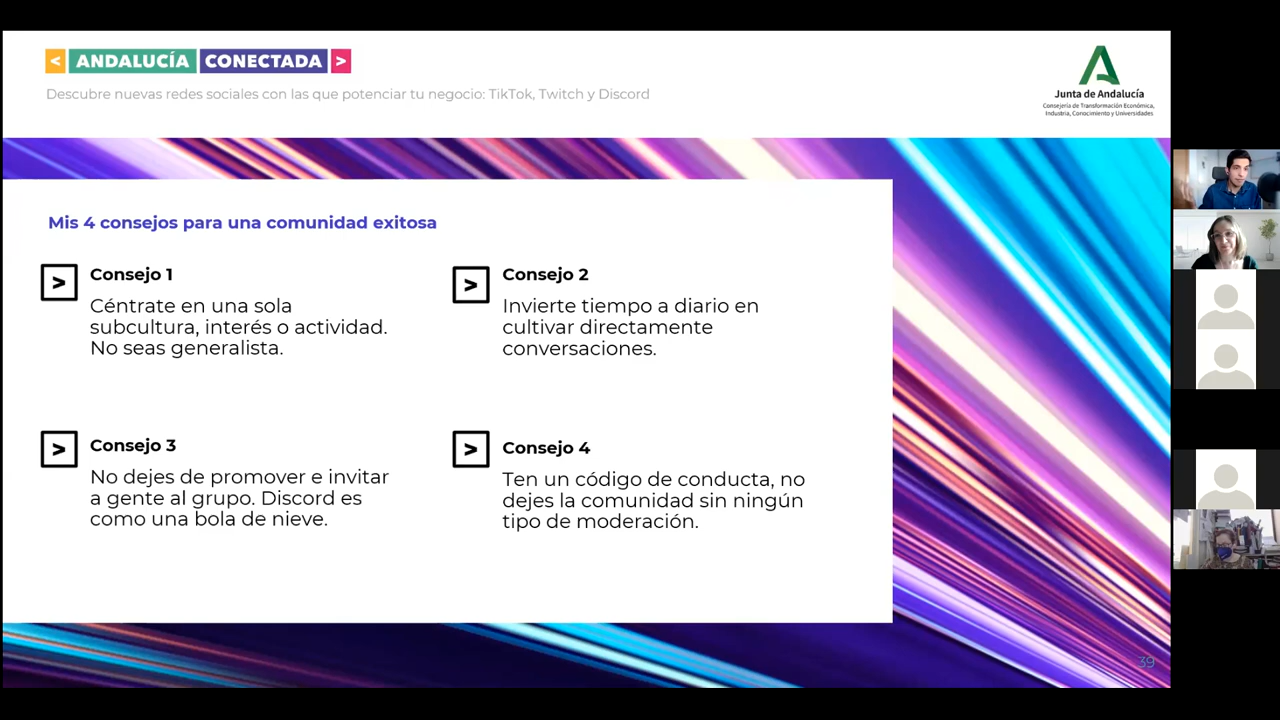 < ANDALUCÍA CONECTADA >
Descubre nuevas redes sociales con las que potenciar tu negocio: TikTok, Twitch y Discord
Junta de Andalucía
Consejería de Transformación Económica,
Industria, Conocimiento y Universidades
Mis 4 consejos para una comunidad exitosa
> Consejo 1
Céntrate en una sola
subcultura, interés o actividad.
No seas generalista.
> Consejo 2
Invierte tiempo a diario en
cultivar directamente
conversaciones.
> Consejo 3
No dejes de promover e invitar
a gente al grupo. Discord es
como una bola de nieve.
> Consejo 4
Ten un código de conducta, no
dejes la comunidad sin ningún
tipo de moderación.
39